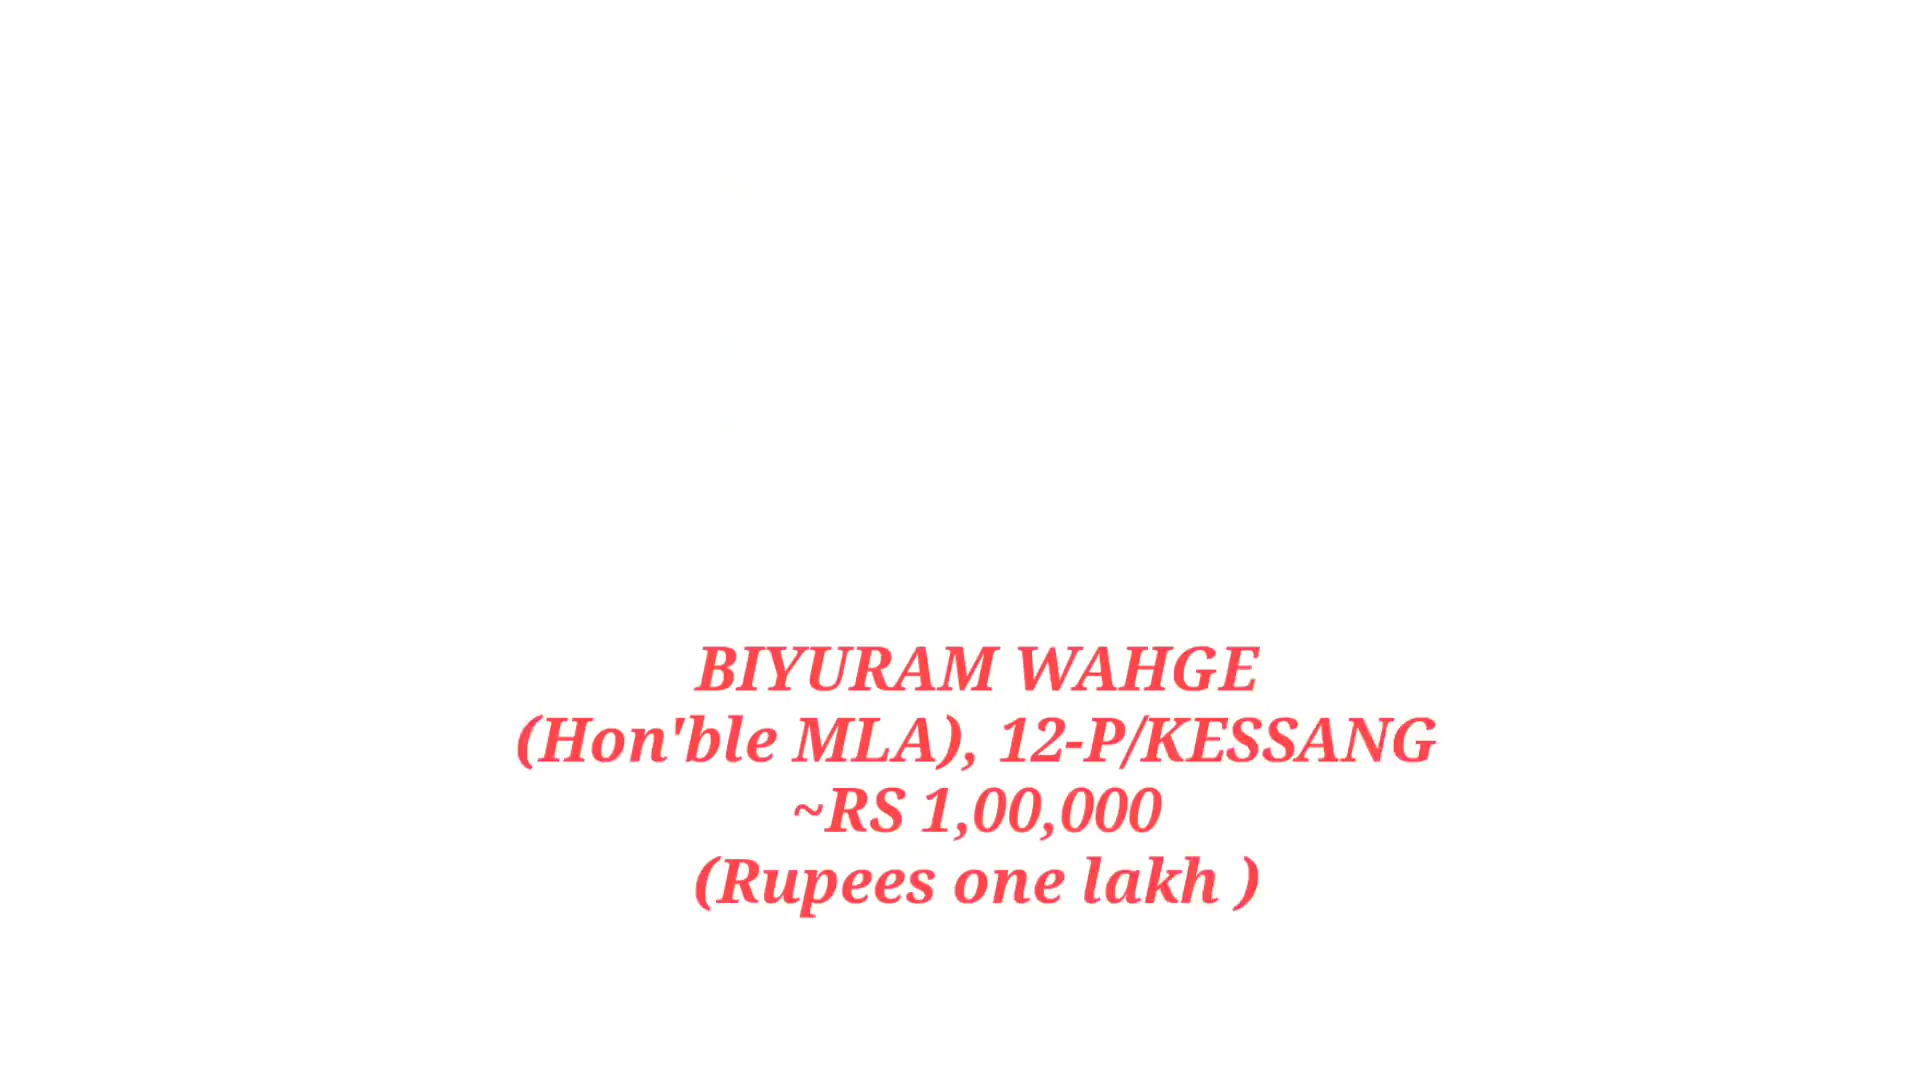 BIYURAM WAHGE
(Hon'ble MLA), 12-P/KESSANG
~RS 1,00,000
(Rupees one lakh )